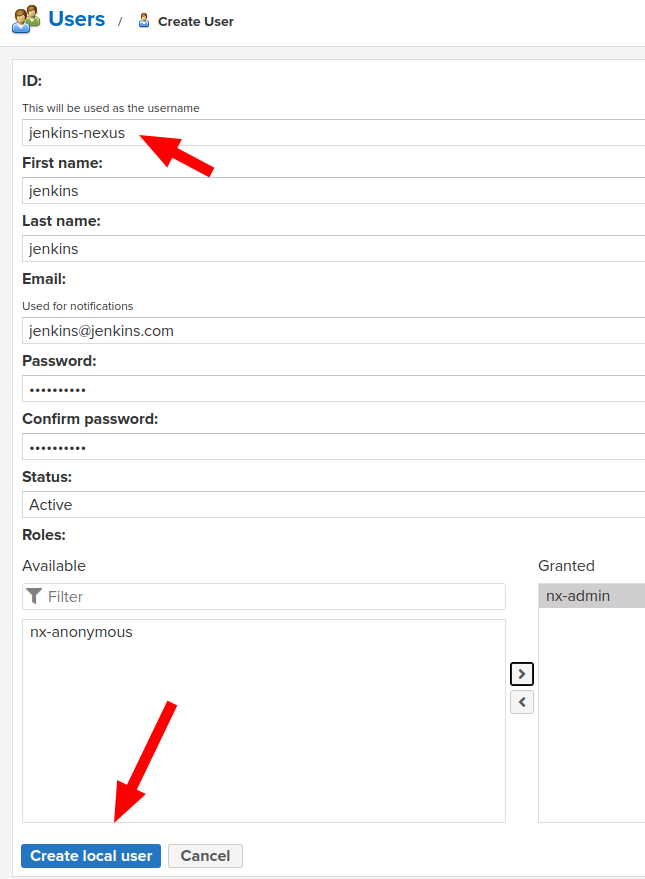 Users / Create User
ID:
This will be used as the username
jenkins-nexus
First name:
jenkins
Last name:
jenkins
Email:
Used for notifications
jenkins@jenkins.com
Password:
••••••••••
Confirm password:
••••••••••
Status:
Active
Roles:
Available Granted
Filter nx-admin
nx-anonymous
Create local user Cancel